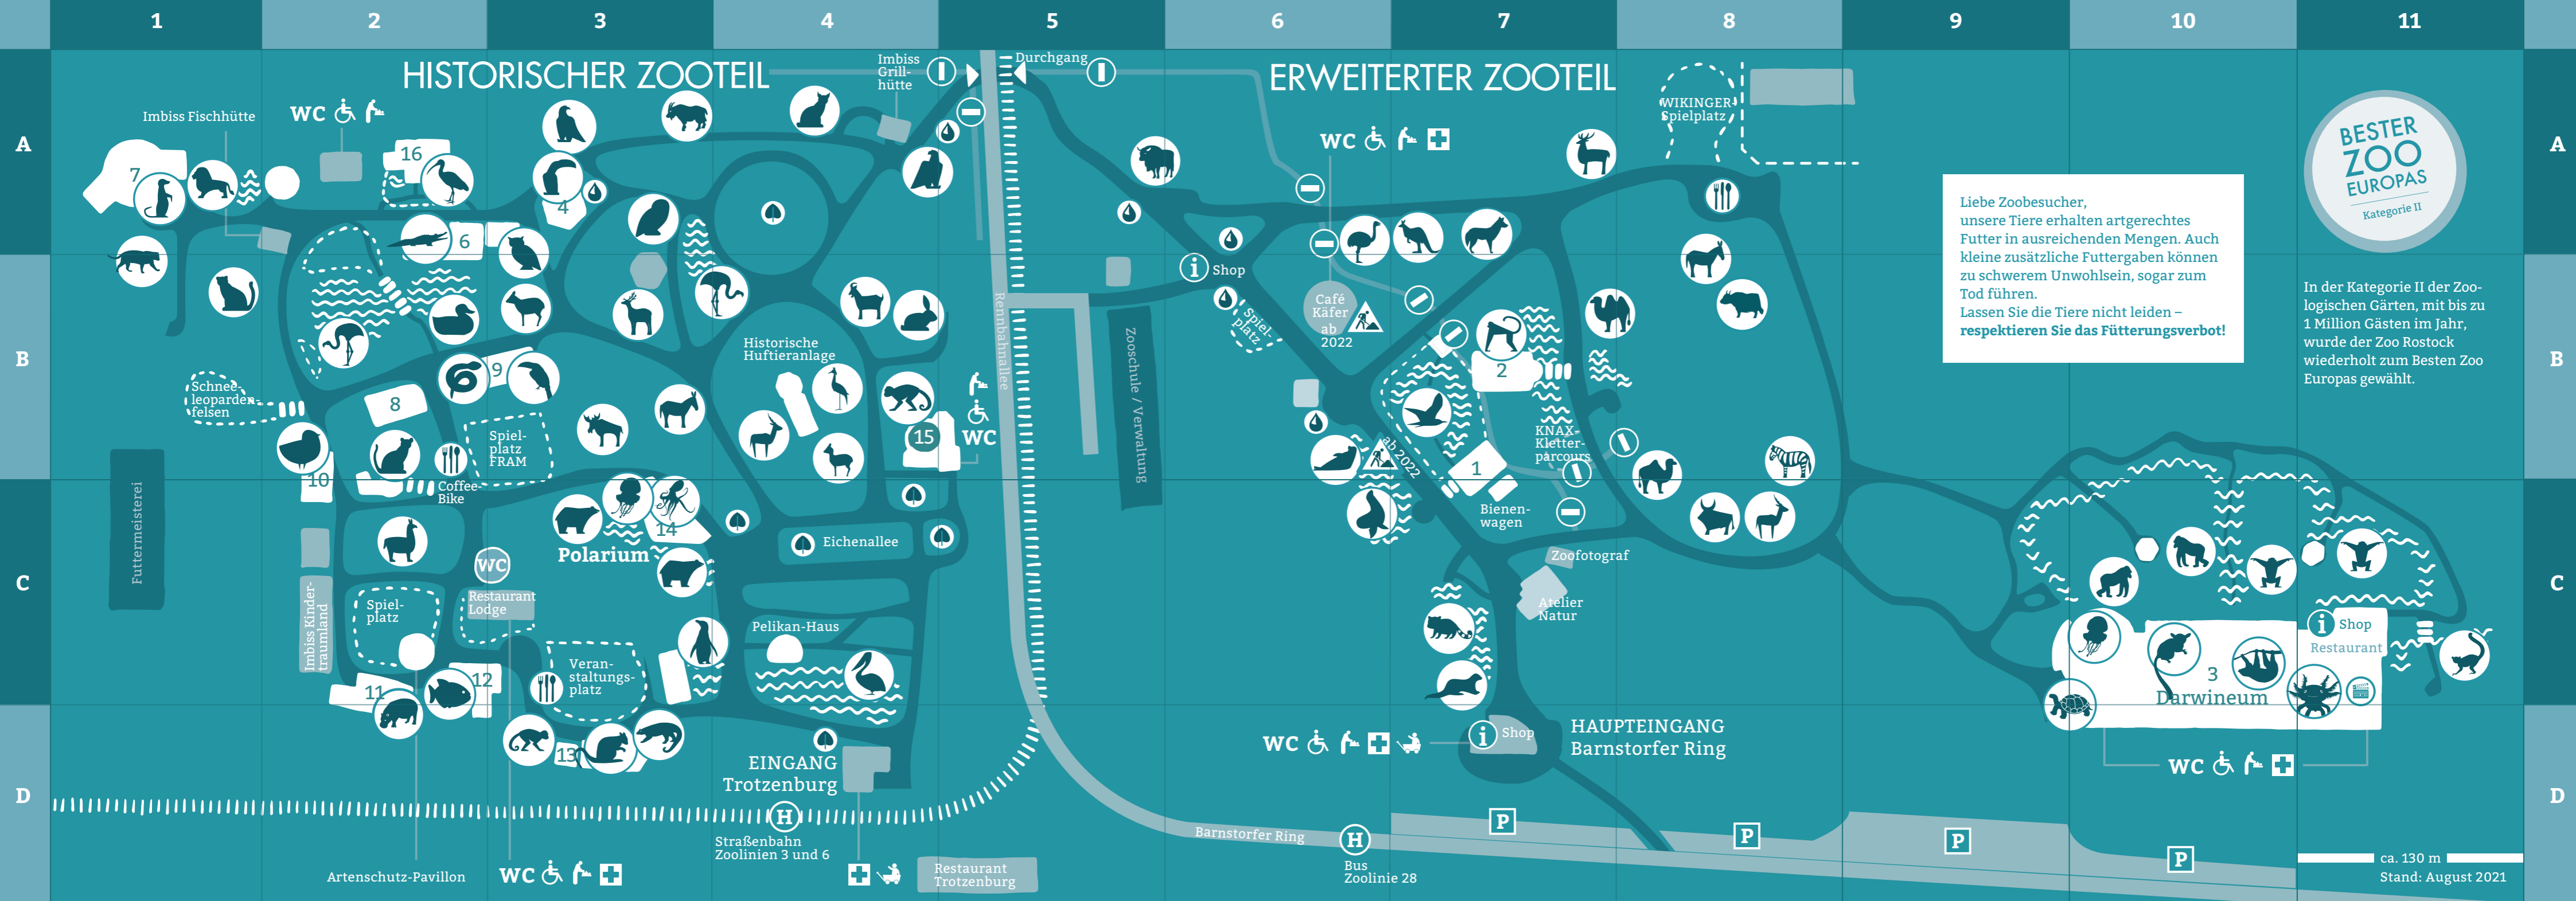 1 2 3 4 5 6 7 8 9 10 11
A
B
C
D
A
B
C
D
HISTORISCHER ZOOTEIL
ERWEITERTER ZOOTEIL
Imbiss
Grill-
hütte
Durchgang
WIKINGER-
Spielplatz
Imbiss Fischhütte
WC
WC
16
7
4
6
BESTER
ZOO
EUROPAS
Kategorie II
Liebe Zoobesucher,
unsere Tiere erhalten artgerechtes
Futter in ausreichenden Mengen. Auch
kleine zusätzliche Futtergaben können
zu schwerem Unwohlsein, sogar zum
Tod führen.
Lassen Sie die Tiere nicht leiden –
respektieren Sie das Fütterungsverbot!
In der Kategorie II der Zoo-
logischen Gärten, mit bis zu
1 Million Gästen im Jahr,
wurde der Zoo Rostock
wiederholt zum Besten Zoo
Europas gewählt.
i Shop
Spiel-
platz
Café
Käfer
ab
2022
Rennbahnallee
Zooschule / Verwaltung
Historische
Huftieranlage
Schnee-
leoparden-
felsen
9
8
2
Spiel-
platz
FRAM
15
WC
KNAX-
Kletter-
parcours
ab 2022
1
10
Coffee-
Bike
Futtermeisterei
14
Polarium
Eichenallee
Bienen-
wagen
Zoofotograf
Atelier
Natur
WC
Restaurant
Lodge
Imbiss Kinder-
traumland
Spiel-
platz
Pelikan-Haus
Veran-
staltungs-
platz
11
12
13
i Shop
Restaurant
3
Darwineum
WC
i Shop
HAUPTEINGANG
Barnstorfer Ring
WC
EINGANG
Trotzenburg
H
Straßenbahn
Zoolinien 3 und 6
Barnstorfer Ring
H
Bus
Zoolinie 28
P
P
P
P
Artenschutz-Pavillon
WC
Restaurant
Trotzenburg
ca. 130 m
Stand: August 2021